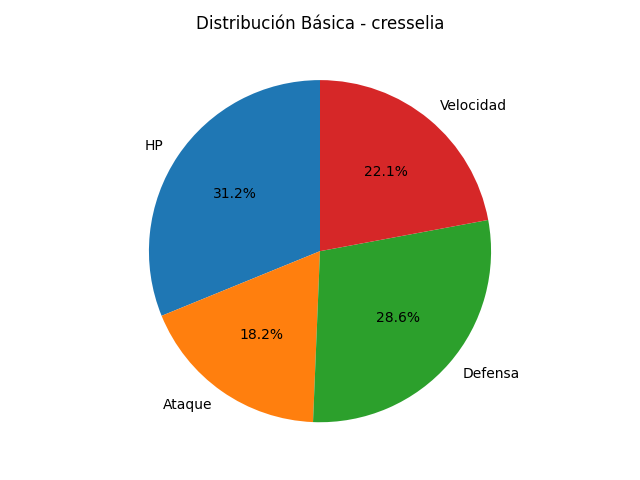 Distribución Básica - cresselia
Velocidad
HP
22.1%
31.2%
28.6%
18.2%
Defensa
Ataque